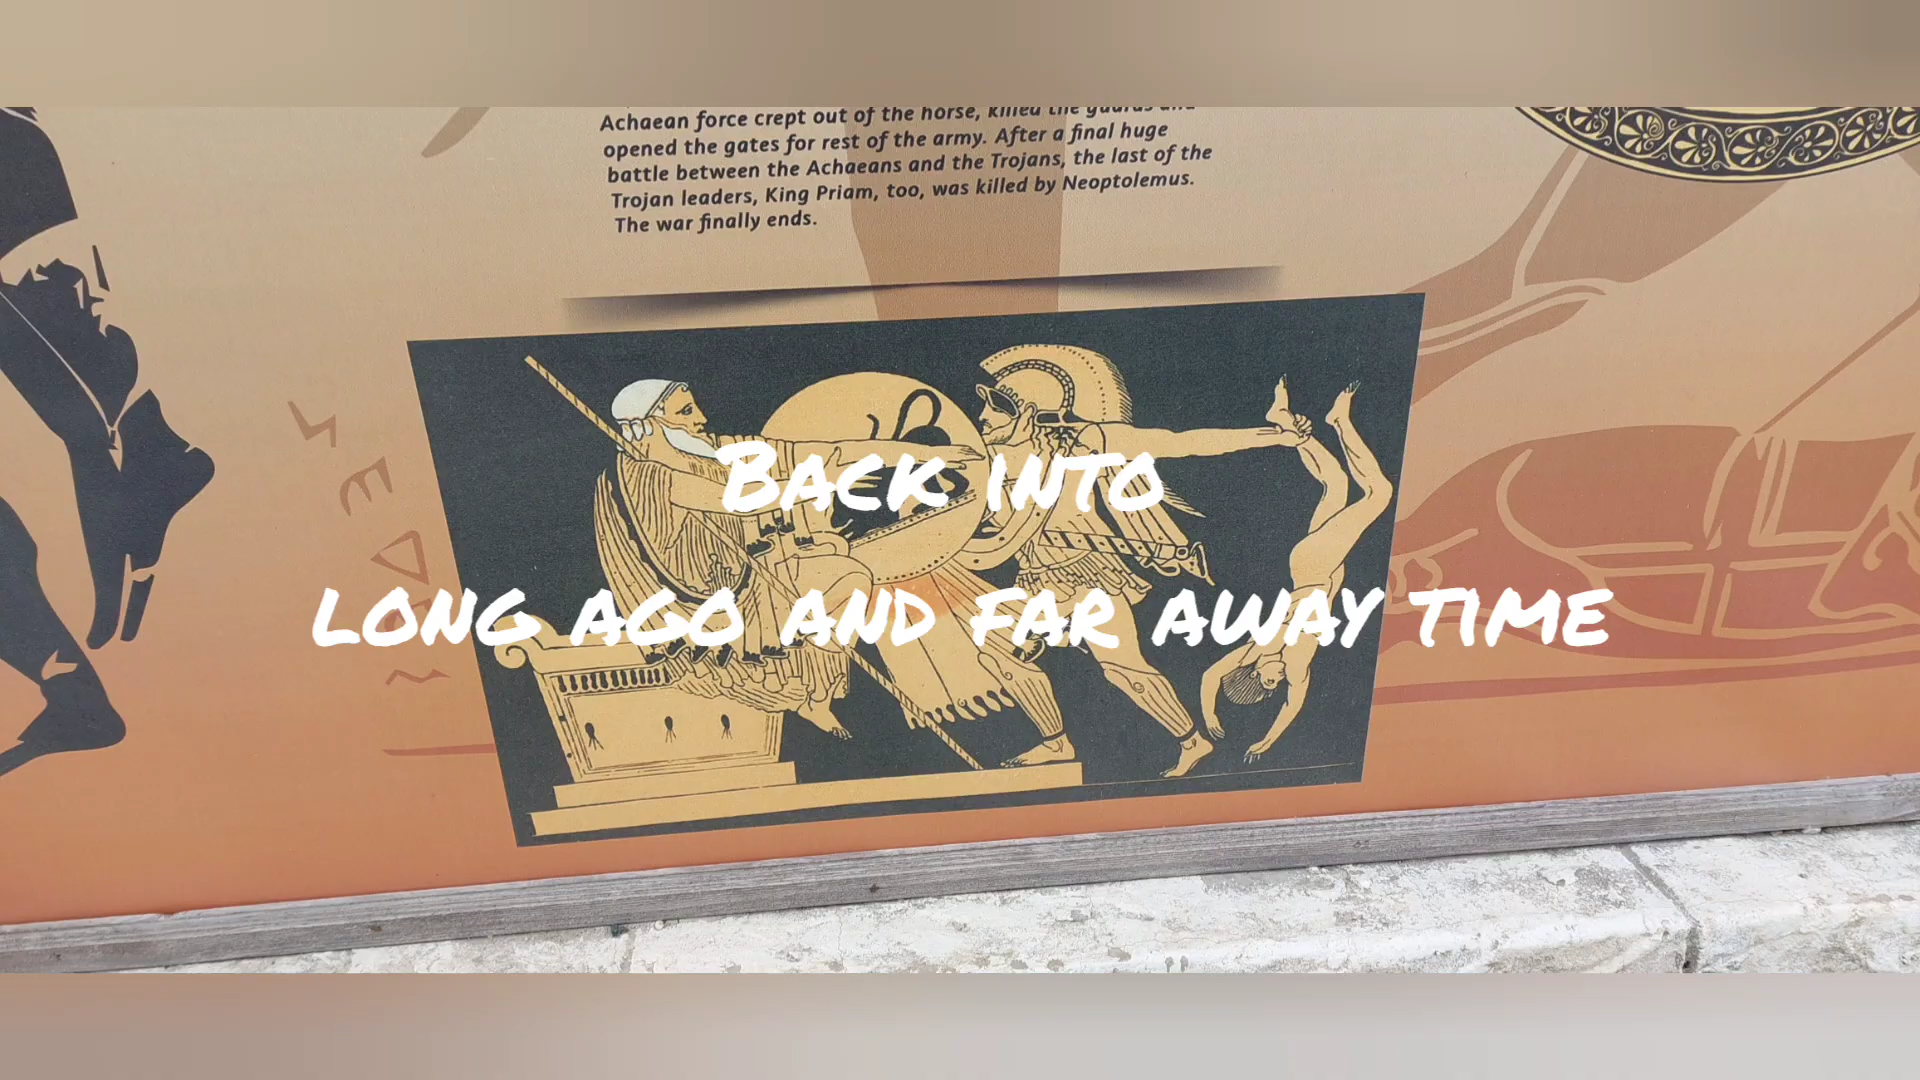 Achaean force crept out of the horse, killed the guards and
opened the gates for rest of the army. After a final huge
battle between the Achaeans and the Trojans, the last of the
Trojan leaders, King Priam, too, was killed by Neoptolemus.
The war finally ends.
BACK INTO
LONG AGO AND FAR AWAY TIME